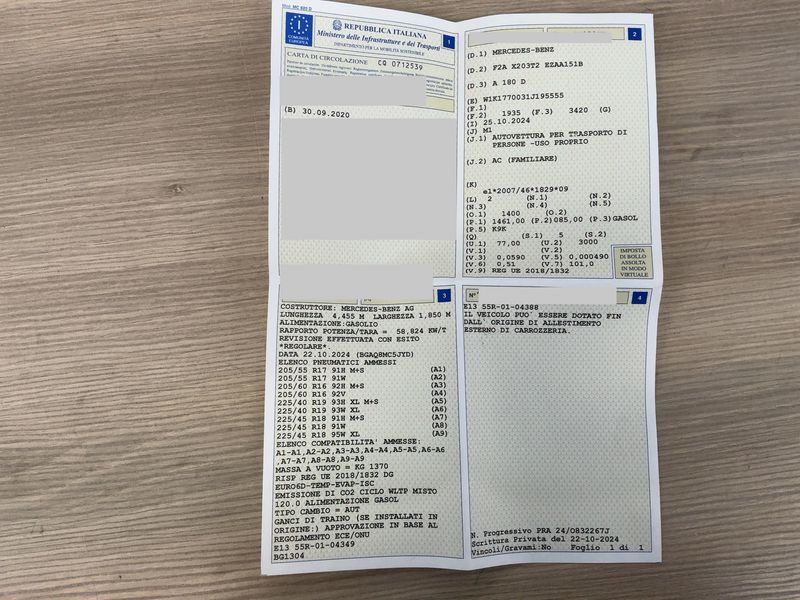 Mod. MC 820 D
COMUNITÀ EUROPEA
REPUBBLICA ITALIANA
Ministero delle Infrastrutture e dei Trasporti
DIPARTIMENTO PER LA MOBILITÀ SOSTENIBILE
1
CARTA DI CIRCOLAZIONE CQ 0712539
(B) 30.09.2020
2
(D.1) MERCEDES-BENZ
(D.2) F2A X203T2 EZAA151B
(D.3) A 180 D
(E) W1K1770031J195555
(F.1)
(F.2) 1935 (F.3) 3420 (G)
(I) 25.10.2024
(J) M1
(J.1) AUTOVETTURA PER TRASPORTO DI
PERSONE -USO PROPRIO
(J.2) AC (FAMILIARE)
(K)
e1*2007/46*1829*09
(L) 2 (N.1) (N.2)
(N.3) (N.4) (N.5)
(O.1) 1400 (O.2)
(P.1) 1461,00 (P.2)085,00 (P.3)GASOL
(P.5) K9K
(Q) (S.1) 5 (S.2)
(U.1) 77,00 (U.2) 3000
(V.1) (V.2)
(V.3) 0,0590 (V.5) 0,000490
(V.6) 0,51 (V.7) 101,0
(V.9) REG UE 2018/1832
IMPOSTA
DI BOLLO
ASSOLTA
IN MODO
VIRTUALE
3
COSTRUTTORE: MERCEDES-BENZ AG
LUNGHEZZA 4,455 M LARGHEZZA 1,850 M
ALIMENTAZIONE:GASOLIO
RAPPORTO POTENZA/TARA = 58,824 KW/T
REVISIONE EFFETTUATA CON ESITO
*REGOLARE*.
DATA 22.10.2024 (BGAQ8MC5JYD)
ELENCO PNEUMATICI AMMESSI
205/55 R17 91H M+S (A1)
205/55 R17 91W (A2)
205/60 R16 92H M+S (A3)
205/60 R16 92V (A4)
225/40 R19 93H XL M+S (A5)
225/40 R19 93W XL (A6)
225/45 R18 91H M+S (A7)
225/45 R18 91W (A8)
225/45 R18 95W XL (A9)
ELENCO COMPATIBILITA' AMMESSE:
A1-A1,A2-A2,A3-A3,A4-A4,A5-A5,A6-A6
,A7-A7,A8-A8,A9-A9
MASSA A VUOTO = KG 1370
RISP REG UE 2018/1832 DG
EURO6D-TEMP-EVAP-ISC
EMISSIONE DI CO2 CICLO WLTP MISTO
120.0 ALIMENTAZIONE GASOL
TIPO CAMBIO = AUT
GANCI DI TRAINO (SE INSTALLATI IN
ORIGINE:) APPROVAZIONE IN BASE AL
REGOLAMENTO ECE/ONU
E13 55R-01-04349
BG1304
N°
4
E13 55R-01-04388
IL VEICOLO PUO' ESSERE DOTATO FIN
DALL' ORIGINE DI ALLESTIMENTO
ESTERNO DI CARROZZERIA.
N. Progressivo PRA 24/O832267J
Scrittura Privata del 22-10-2024
Vincoli/Gravami:No Foglio 1 di 1